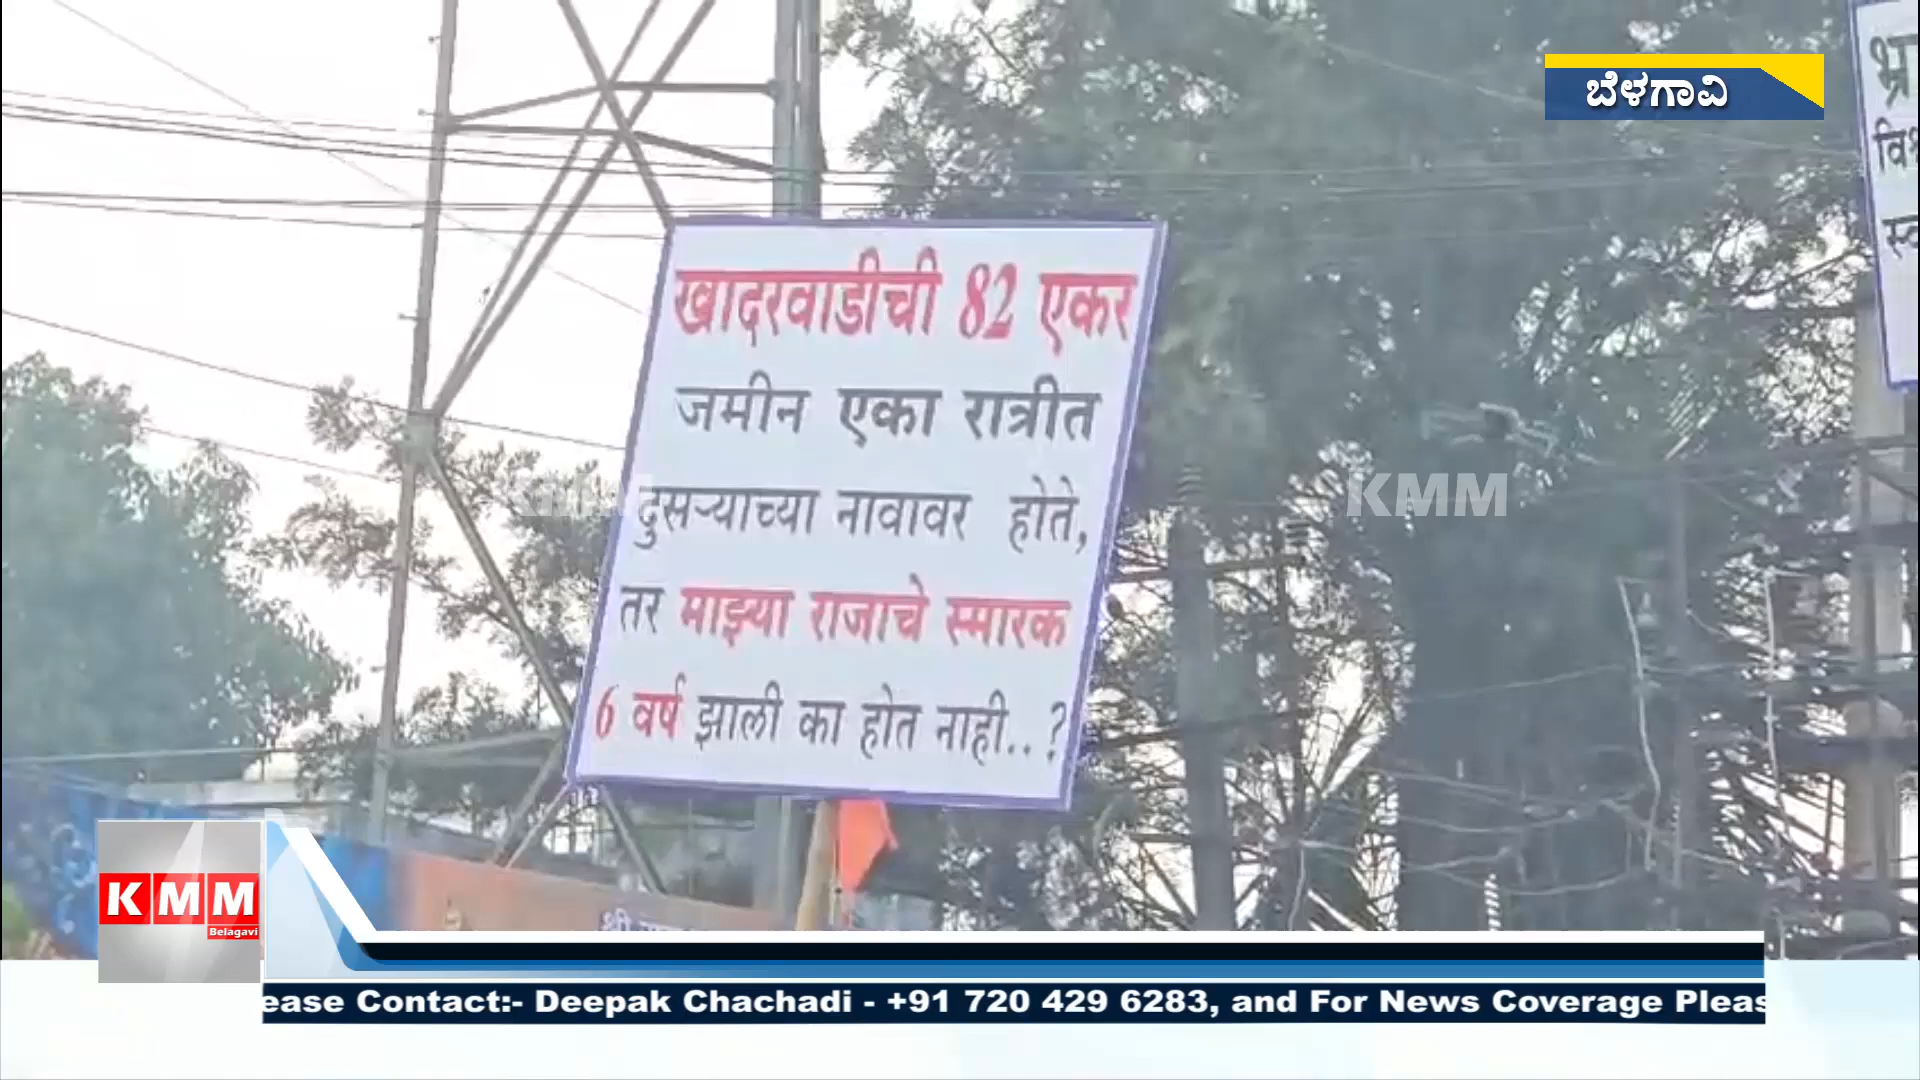 ಬೆಳಗಾವಿ
खादरवाडीची 82 एकर
जमीन एका रात्रीत
दुसऱ्याच्या नावावर होते,
तर माझ्या राजाचे स्मारक
6 वर्ष झाली का होत नाही..?
स्व
KMM
KMM
KMM
Belagavi
श्री
ease Contact:- Deepak Chachadi - +91 720 429 6283, and For News Coverage Pleas